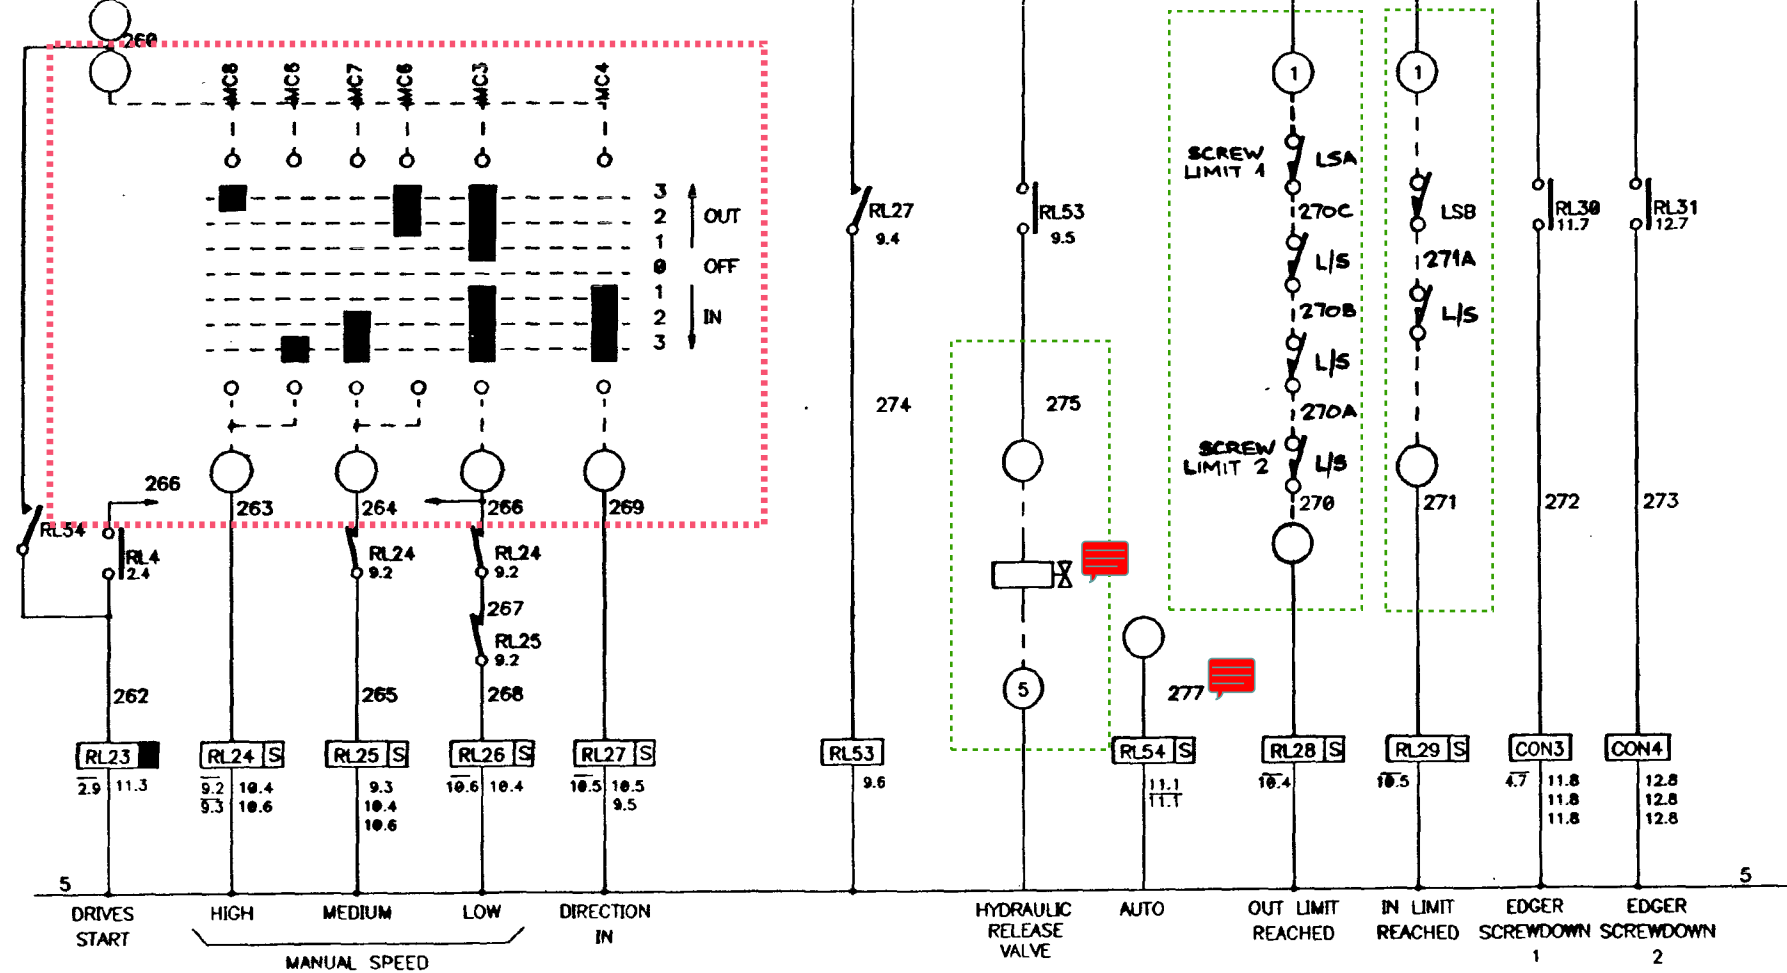 260
MC8 MC5 MC7 MC6 MC3 MC4
3
2
1
0
1
2
3
OUT
OFF
IN
266
263
264
266
269
RL54
RL4
2.4
RL24
9.2
RL24
9.2
267
RL25
9.2
262
265
268
RL27
9.4
274
RL53
9.5
275
5
277
1
SCREW
LIMIT 1
LSA
270C
L/S
270B
L/S
270A
SCREW
LIMIT 2
L/S
270
1
LSB
271A
L/S
271
RL30
11.7
272
RL31
12.7
273
RL23
2.9 11.3
RL24 S
9.2 10.4
9.3 10.6
RL25 S
9.3
10.4
10.6
RL26 S
10.6 10.4
RL27 S
10.5 10.5
9.5
RL53
9.6
RL54 S
11.1
11.1
RL28 S
10.4
RL29 S
10.5
CON3
4.7 11.8
11.8
11.8
CON4
12.8
12.8
12.8
5
5
DRIVES
START
HIGH
MEDIUM
LOW
MANUAL SPEED
DIRECTION
IN
HYDRAULIC
RELEASE
VALVE
AUTO
OUT LIMIT
REACHED
IN LIMIT
REACHED
EDGER
SCREWDOWN
1
EDGER
SCREWDOWN
2